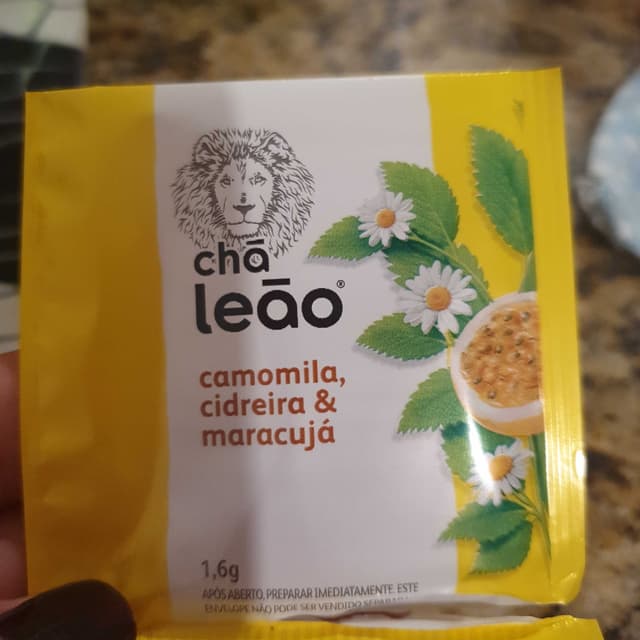 chá
leão®
camomila,
cidreira &
maracujá
1,6g
APÓS ABERTO, PREPARAR IMEDIATAMENTE. ESTE
ENVELOPE NÃO PODE SER VENDIDO